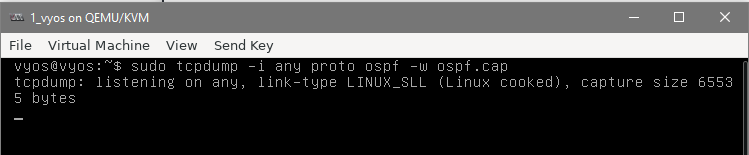 1_vyos on QEMU/KVM
File Virtual Machine View Send Key
vyos@vyos:~$ sudo tcpdump -i any proto ospf -w ospf.cap
tcpdump: listening on any, link-type LINUX_SLL (Linux cooked), capture size 6553
5 bytes